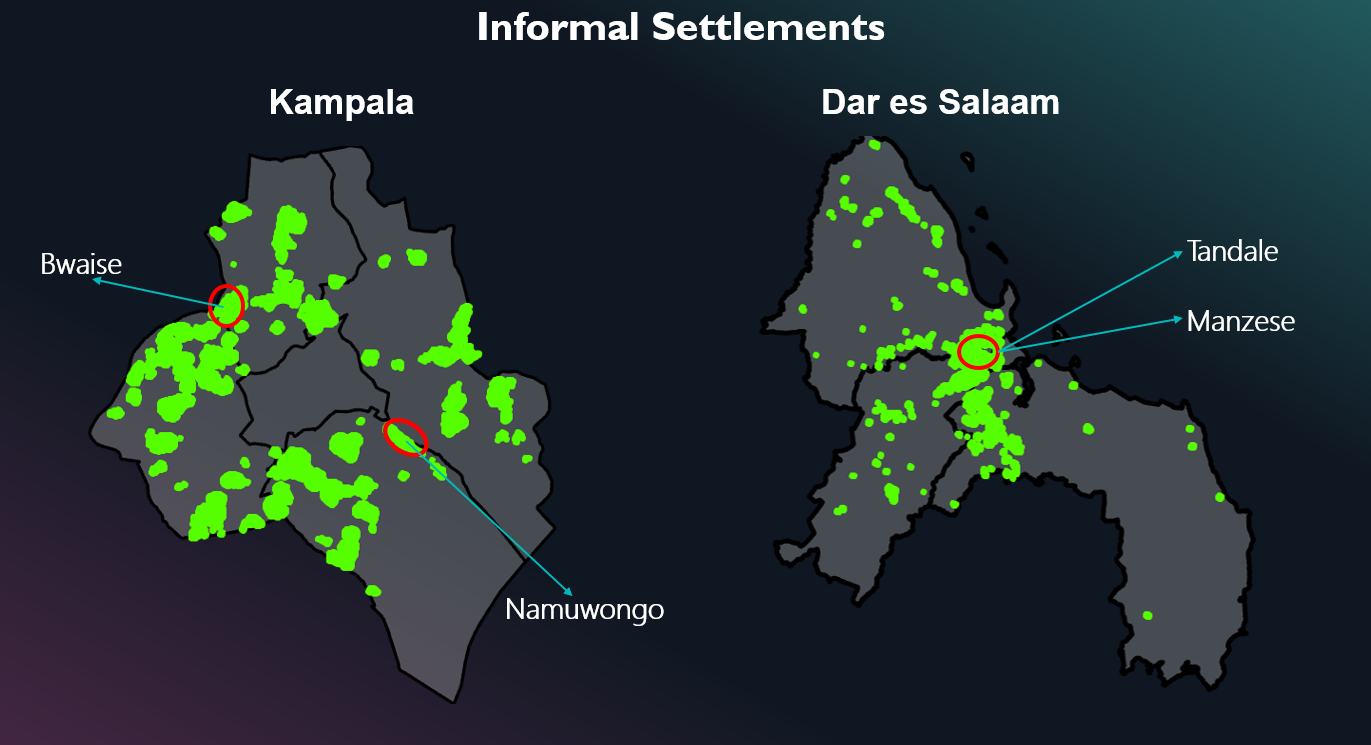 Informal Settlements
Kampala
Dar es Salaam
Bwaise
Tandale
Manzese
Namuwongo